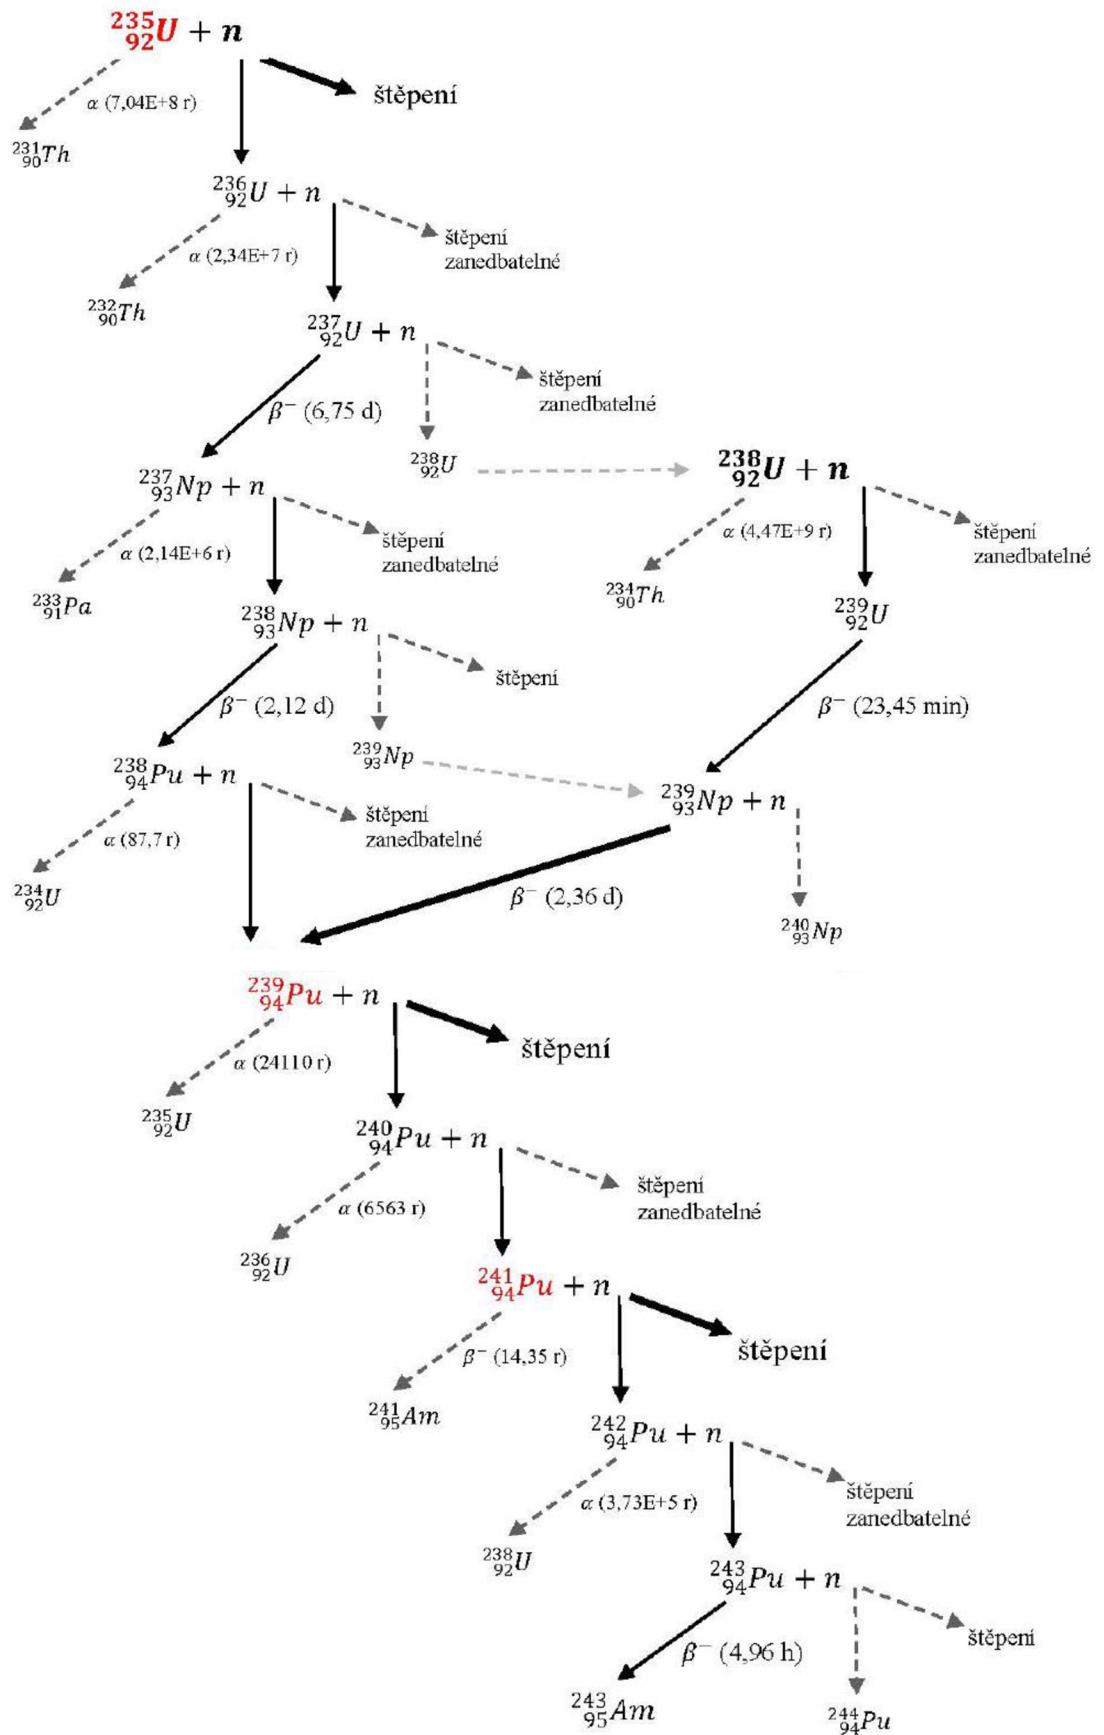 ²³⁵₉₂U + n
štěpení
α (7,04E+8 r)
²³¹₉₀Th
²³⁶₉₂U + n
štěpení
zanedbatelné
α (2,34E+7 r)
²³²₉₀Th
²³⁷₉₂U + n
štěpení
zanedbatelné
β⁻ (6,75 d)
²³⁸₉₂U
²³⁸₉₂U + n
²³⁷₉₃Np + n
α (4,47E+9 r)
štěpení
zanedbatelné
α (2,14E+6 r)
štěpení
zanedbatelné
²³³₉₁Pa
²³⁴₉₀Th
²³⁹₉₂U
²³⁸₉₃Np + n
štěpení
β⁻ (2,12 d)
β⁻ (23,45 min)
²³⁹₉₃Np
²³⁸₉₄Pu + n
²³⁹₉₃Np + n
štěpení
zanedbatelné
α (87,7 r)
²³⁴₉₂U
β⁻ (2,36 d)
²⁴⁰₉₃Np
²³⁹₉₄Pu + n
štěpení
α (24110 r)
²³⁵₉₂U
²⁴⁰₉₄Pu + n
štěpení
zanedbatelné
α (6563 r)
²³⁶₉₂U
²⁴¹₉₄Pu + n
štěpení
β⁻ (14,35 r)
²⁴¹₉₅Am
²⁴²₉₄Pu + n
štěpení
zanedbatelné
α (3,73E+5 r)
²³⁸₉₂U
²⁴³₉₄Pu + n
štěpení
β⁻ (4,96 h)
²⁴³₉₅Am
²⁴⁴₉₄Pu